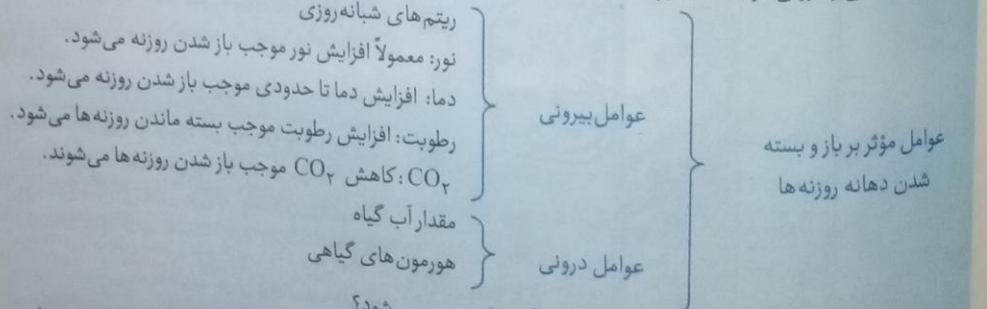 عوامل مؤثر بر باز و بسته
شدن دهانه روزنه ها
عوامل بیرونی
ریتم های شبانه روزی
نور: معمولاً افزایش نور موجب باز شدن روزنه می شود.
دما: افزایش دما تا حدودی موجب باز شدن روزنه می شود.
رطوبت: افزایش رطوبت موجب بسته ماندن روزنه ها می شود.
CO۲: کاهش CO۲ موجب باز شدن روزنه ها می شوند.
عوامل درونی
مقدار آب گیاه
هورمون های گیاهی